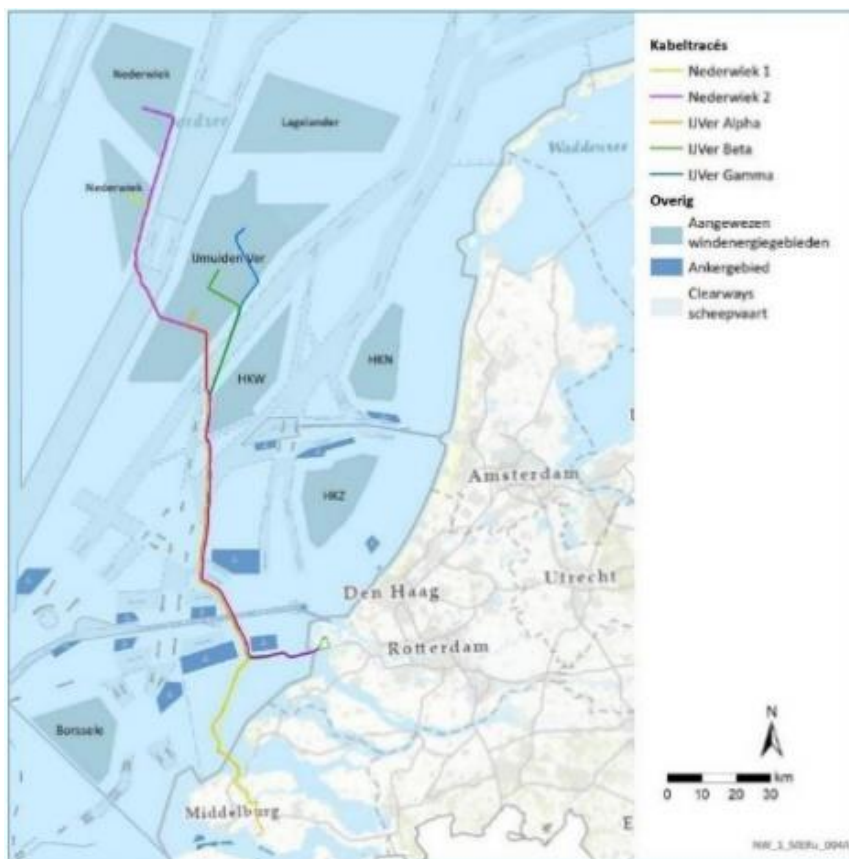 Nederwiek
Lagelander
Nederwiek
IJmuiden Ver
HKW
HKN
HKZ
Borssele
Waddenzee
Amsterdam
Den Haag
Utrecht
Rotterdam
Middelburg
Kabeltracés
Nederwiek 1
Nederwiek 2
IJVer Alpha
IJVer Beta
IJVer Gamma
Overig
Aangewezen
windenergiegebieden
Ankergebied
Clearways
scheepvaart
N
km
0 10 20 30